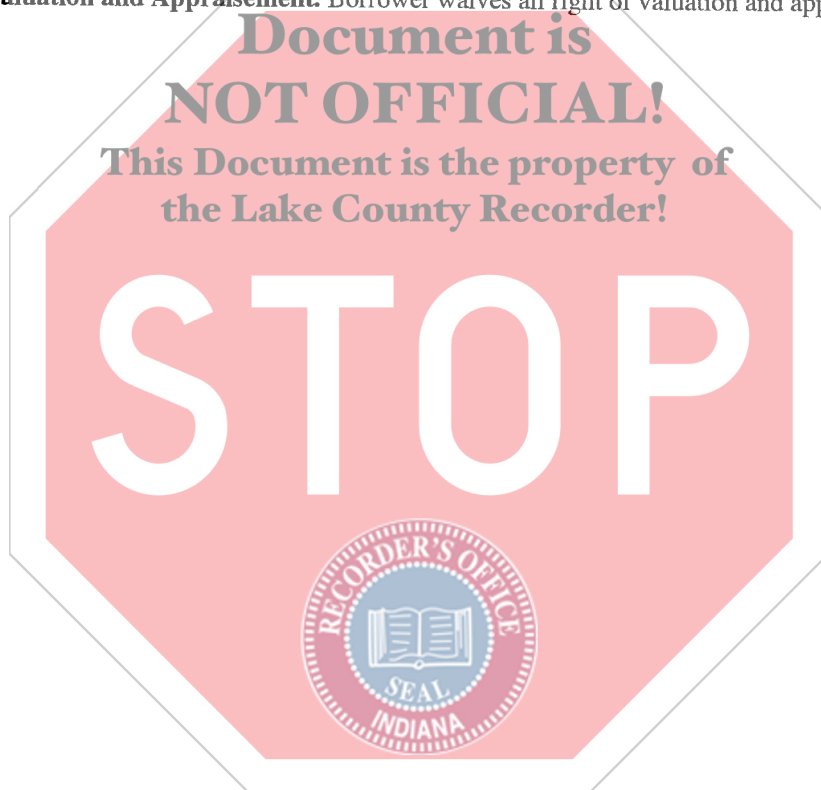 aluation and Appraisement. Borrower waives all right of valuation and app
Document is
NOT OFFICIAL!
This Document is the property of
the Lake County Recorder!
STOP
RECORDER'S OFFICE
SEAL
INDIANA